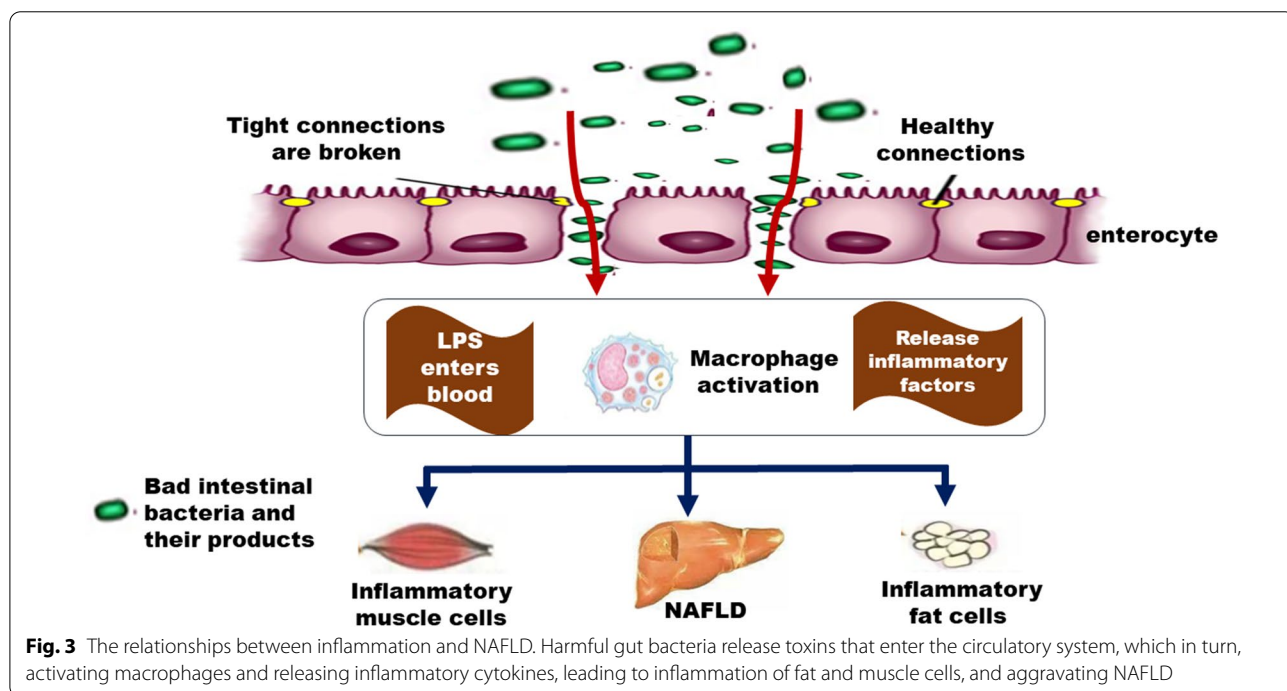 Tight connections
are broken
Healthy
connections
enterocyte
LPS
enters
blood
Macrophage
activation
Release
inflammatory
factors
Bad intestinal
bacteria and
their products
Inflammatory
muscle cells
NAFLD
Inflammatory
fat cells
Fig. 3 The relationships between inflammation and NAFLD. Harmful gut bacteria release toxins that enter the circulatory system, which in turn,
activating macrophages and releasing inflammatory cytokines, leading to inflammation of fat and muscle cells, and aggravating NAFLD